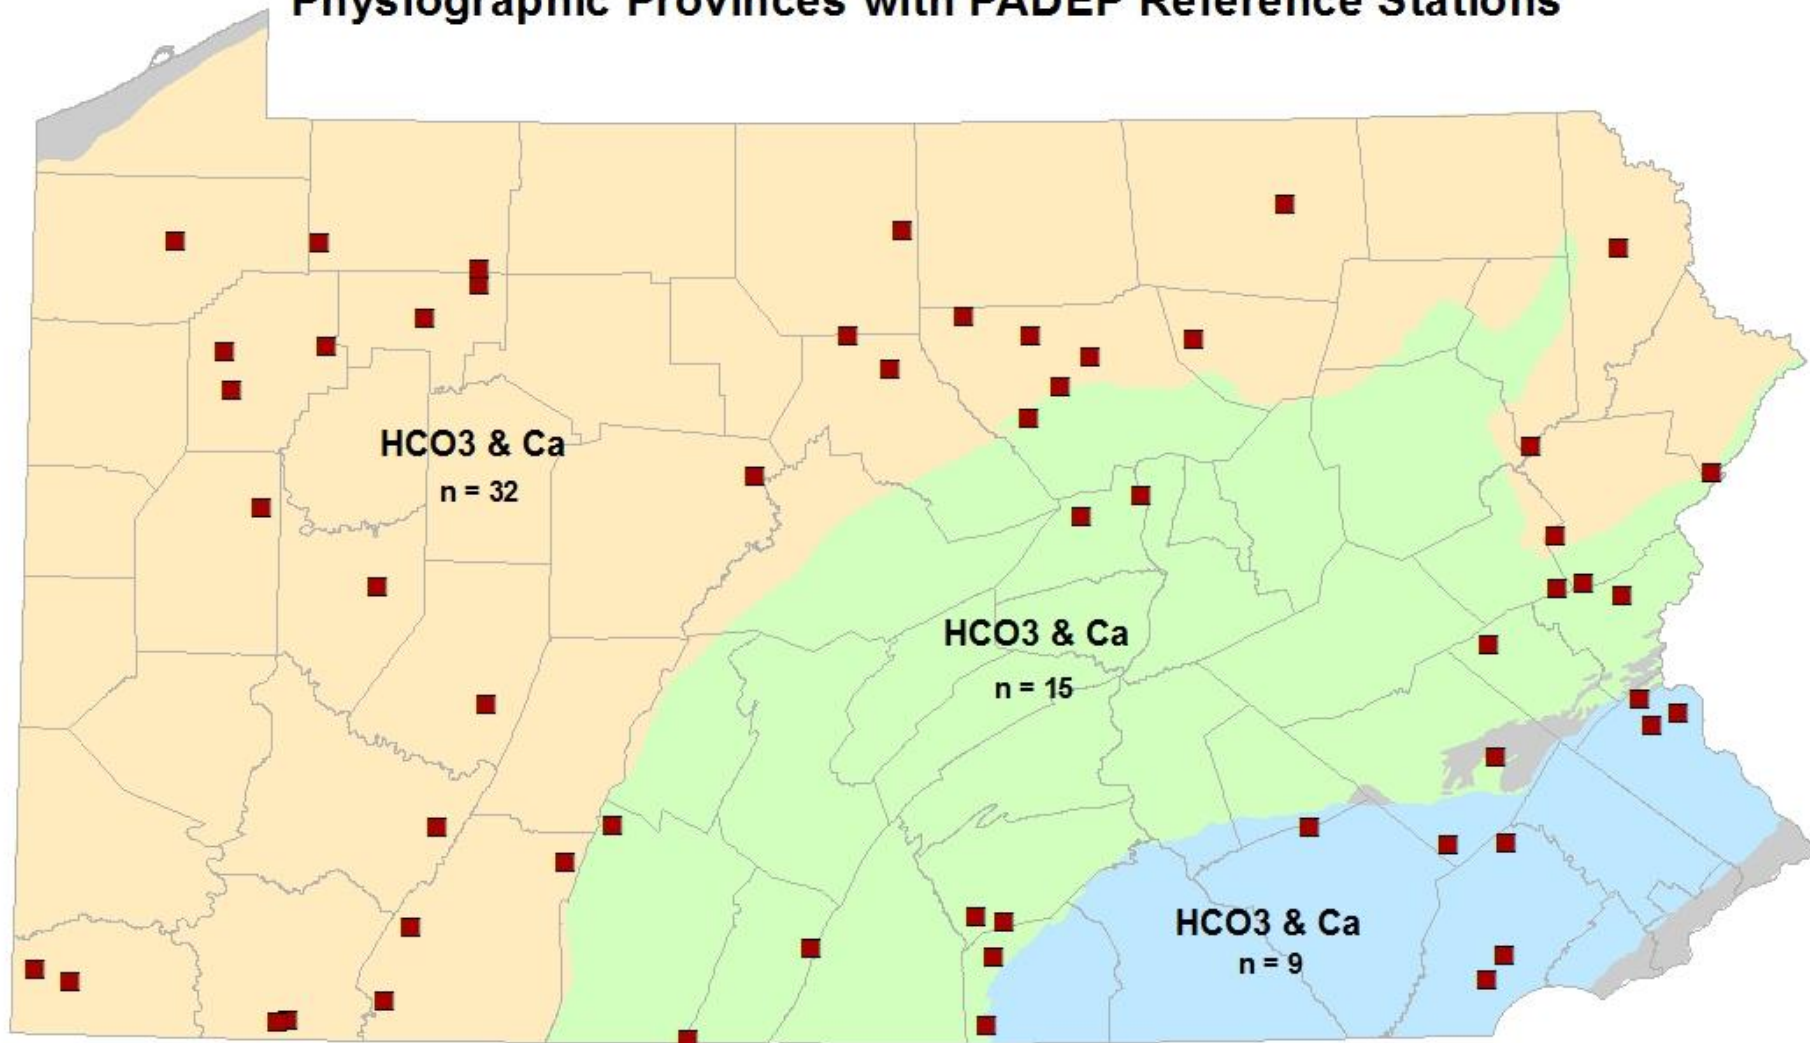 Physiographic Provinces with PADEP Reference Stations
HCO3 & Ca
n = 32
HCO3 & Ca
n = 15
HCO3 & Ca
n = 9